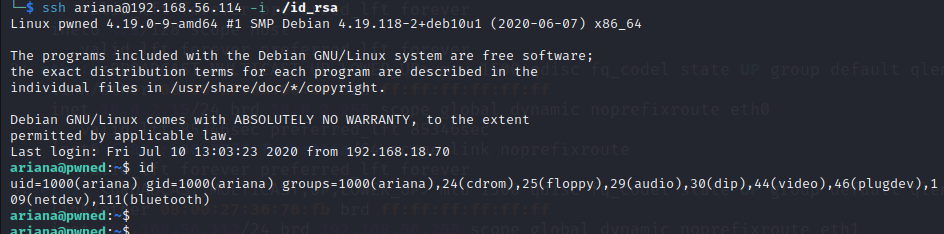 └─$ ssh ariana@192.168.56.114 -i ./id_rsa
Linux pwned 4.19.0-9-amd64 #1 SMP Debian 4.19.118-2+deb10u1 (2020-06-07) x86_64
The programs included with the Debian GNU/Linux system are free software;
the exact distribution terms for each program are described in the
individual files in /usr/share/doc/*/copyright.
Debian GNU/Linux comes with ABSOLUTELY NO WARRANTY, to the extent
permitted by applicable law.
Last login: Fri Jul 10 13:03:23 2020 from 192.168.18.70
ariana@pwned:~$ id
uid=1000(ariana) gid=1000(ariana) groups=1000(ariana),24(cdrom),25(floppy),29(audio),30(dip),44(video),46(plugdev),1
09(netdev),111(bluetooth)
ariana@pwned:~$
ariana@pwned:~$